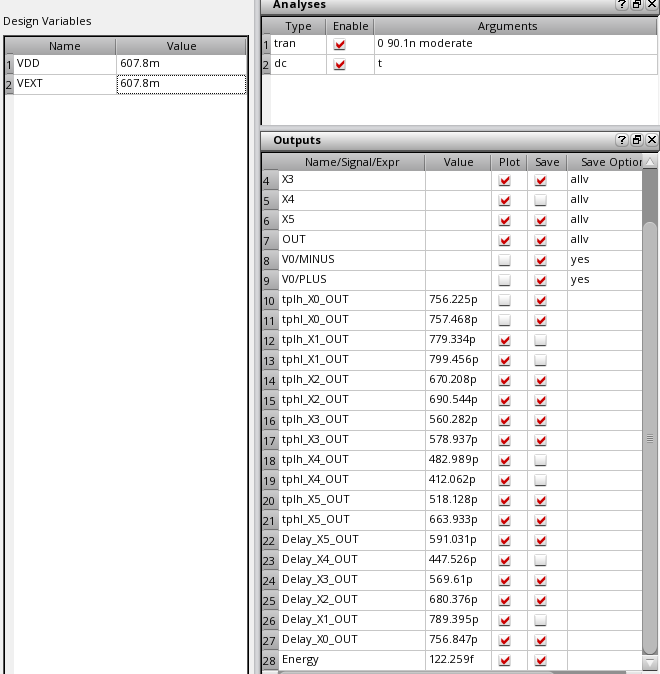 Design Variables
Name Value
1 VDD 607.8m
2 VEXT 607.8m
Analyses
Type Enable Arguments
1 tran 0 90.1n moderate
2 dc t
Outputs
Name/Signal/Expr Value Plot Save Save Option
4 X3 allv
5 X4 allv
6 X5 allv
7 OUT allv
8 V0/MINUS yes
9 V0/PLUS yes
10 tplh_X0_OUT 756.225p
11 tphl_X0_OUT 757.468p
12 tplh_X1_OUT 779.334p
13 tphl_X1_OUT 799.456p
14 tplh_X2_OUT 670.208p
15 tphl_X2_OUT 690.544p
16 tplh_X3_OUT 560.282p
17 tphl_X3_OUT 578.937p
18 tplh_X4_OUT 482.989p
19 tphl_X4_OUT 412.062p
20 tplh_X5_OUT 518.128p
21 tphl_X5_OUT 663.933p
22 Delay_X5_OUT 591.031p
23 Delay_X4_OUT 447.526p
24 Delay_X3_OUT 569.61p
25 Delay_X2_OUT 680.376p
26 Delay_X1_OUT 789.395p
27 Delay_X0_OUT 756.847p
28 Energy 122.259f